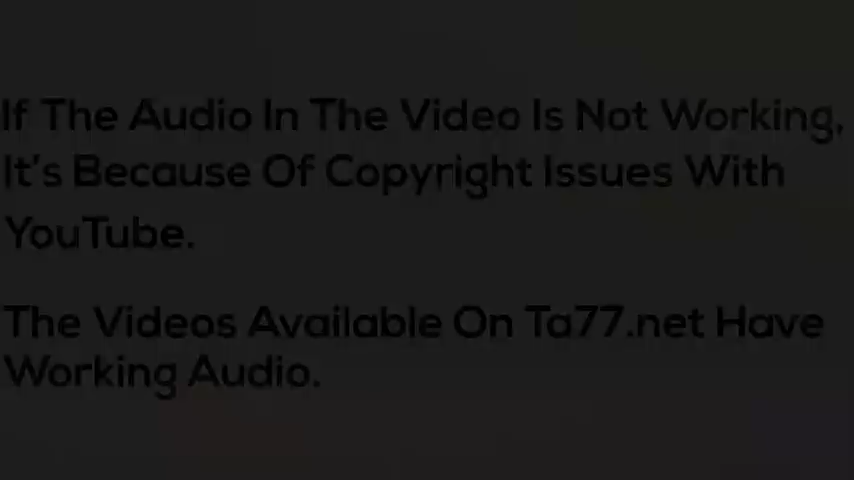 If The Audio In The Video Is Not Working,
It's Because Of Copyright Issues With
YouTube.
The Videos Available On Ta77.net Have
Working Audio.